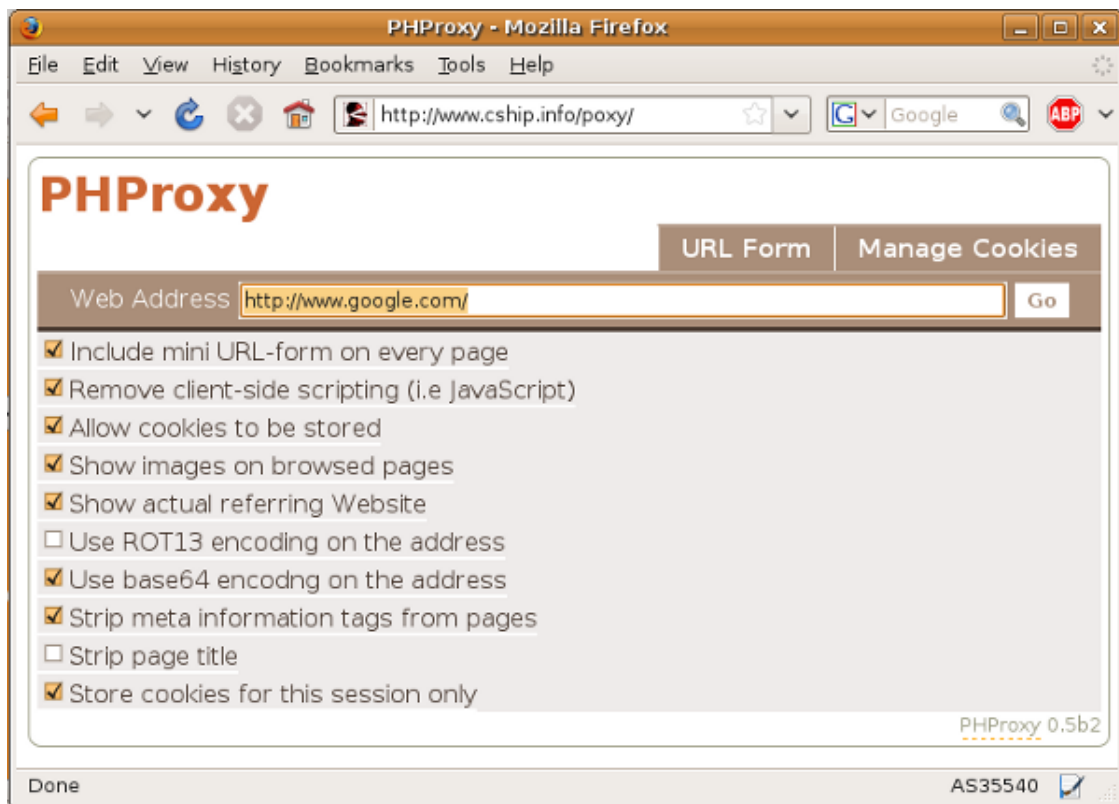 PHProxy - Mozilla Firefox
File Edit View History Bookmarks Tools Help
http://www.cship.info/poxy/ G Google ABP
PHProxy
URL Form Manage Cookies
Web Address http://www.google.com/ Go
Include mini URL-form on every page
Remove client-side scripting (i.e JavaScript)
Allow cookies to be stored
Show images on browsed pages
Show actual referring Website
Use ROT13 encoding on the address
Use base64 encodng on the address
Strip meta information tags from pages
Strip page title
Store cookies for this session only
PHProxy 0.5b2
Done AS35540